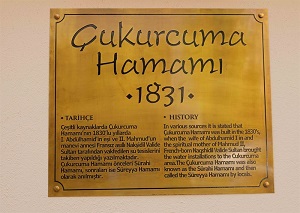 Çukurcuma
Hamamı
• 1831 •
• TARİHÇE
Çeşitli kaynaklarda Çukurcuma
Hamamı'nın 1830 lu yıllarda
I. Abdülhamid'in eşi ve II. Mahmud'un
manevi annesi Fransız asıllı Nakşidil Valide
Sultan tarafından vakfedilen su tesislerini
takiben yapıldığı yazılmaktadır.
Çukurcuma Hamamı önceleri Sürahi
Hamamı, sonraları ise Süreyya Hamamı
olarak anılmıştır.
• HISTORY
In various sources it is stated that
Çukurcuma Hamamı was built in the 1830's,
when the wife of Abdulhamid I in and
the spiritual mother of Mahmud II,
French-born Nakşidil Valide Sultan brought
the water installations to the Çukurcuma
area. The Çukurcuma Hamamı was also
known as the Sürahi Hamamı and then
called the Süreyya Hamamı by locals.